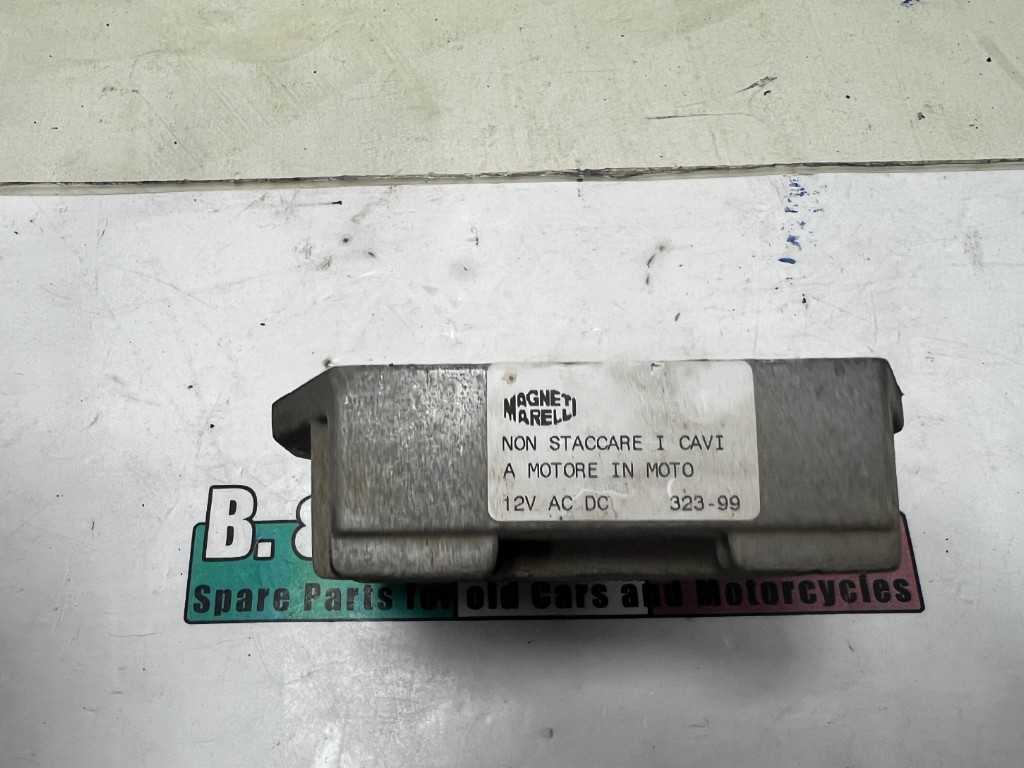 MAGNETI
MARELLI
NON STACCARE I CAVI
A MOTORE IN MOTO
12V AC DC 323-99
B. &
Spare Parts for old Cars and Motorcycles